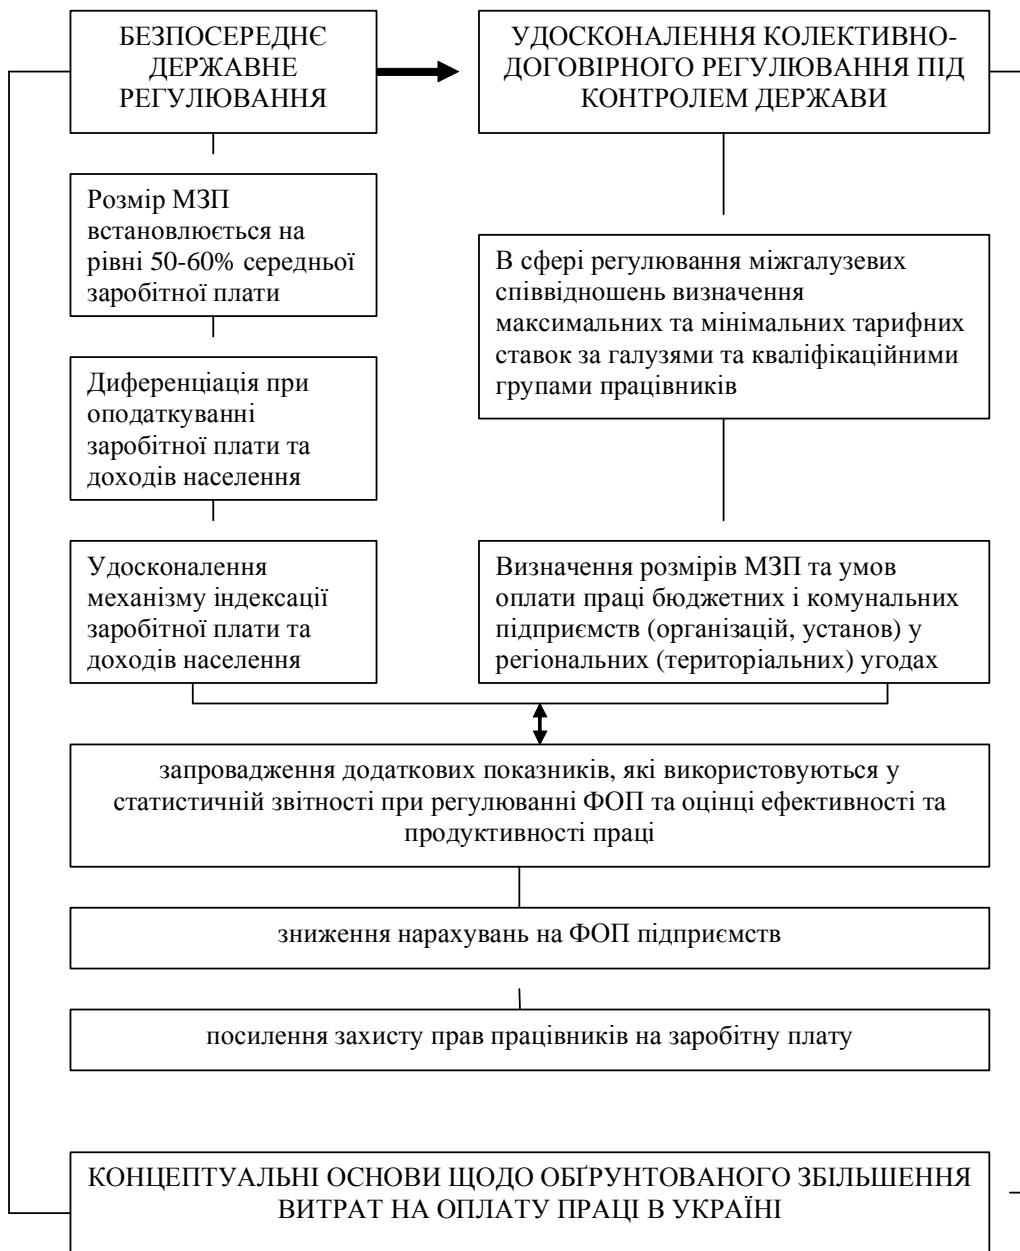 БЕЗПОСЕРЕДНЄ
ДЕРЖАВНЕ
РЕГУЛЮВАННЯ
УДОСКОНАЛЕННЯ КОЛЕКТИВНО-
ДОГОВІРНОГО РЕГУЛЮВАННЯ ПІД
КОНТРОЛЕМ ДЕРЖАВИ
Розмір МЗП
встановлюється на
рівні 50-60% середньої
заробітної плати
В сфері регулювання міжгалузевих
співвідношень визначення
максимальних та мінімальних тарифних
ставок за галузями та кваліфікаційними
групами працівників
Диференціація при
оподаткуванні
заробітної плати та
доходів населення
Удосконалення
механізму індексації
заробітної плати та
доходів населення
Визначення розмірів МЗП та умов
оплати праці бюджетних і комунальних
підприємств (організацій, установ) у
регіональних (територіальних) угодах
запровадження додаткових показників, які використовуються у
статистичній звітності при регулюванні ФОП та оцінці ефективності та
продуктивності праці
зниження нарахувань на ФОП підприємств
посилення захисту прав працівників на заробітну плату
КОНЦЕПТУАЛЬНІ ОСНОВИ ЩОДО ОБҐРУНТОВАНОГО ЗБІЛЬШЕННЯ
ВИТРАТ НА ОПЛАТУ ПРАЦІ В УКРАЇНІ